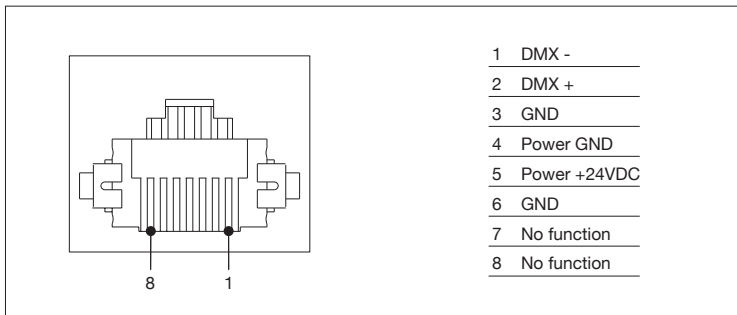 8 1
1 DMX -
2 DMX +
3 GND
4 Power GND
5 Power +24VDC
6 GND
7 No function
8 No function